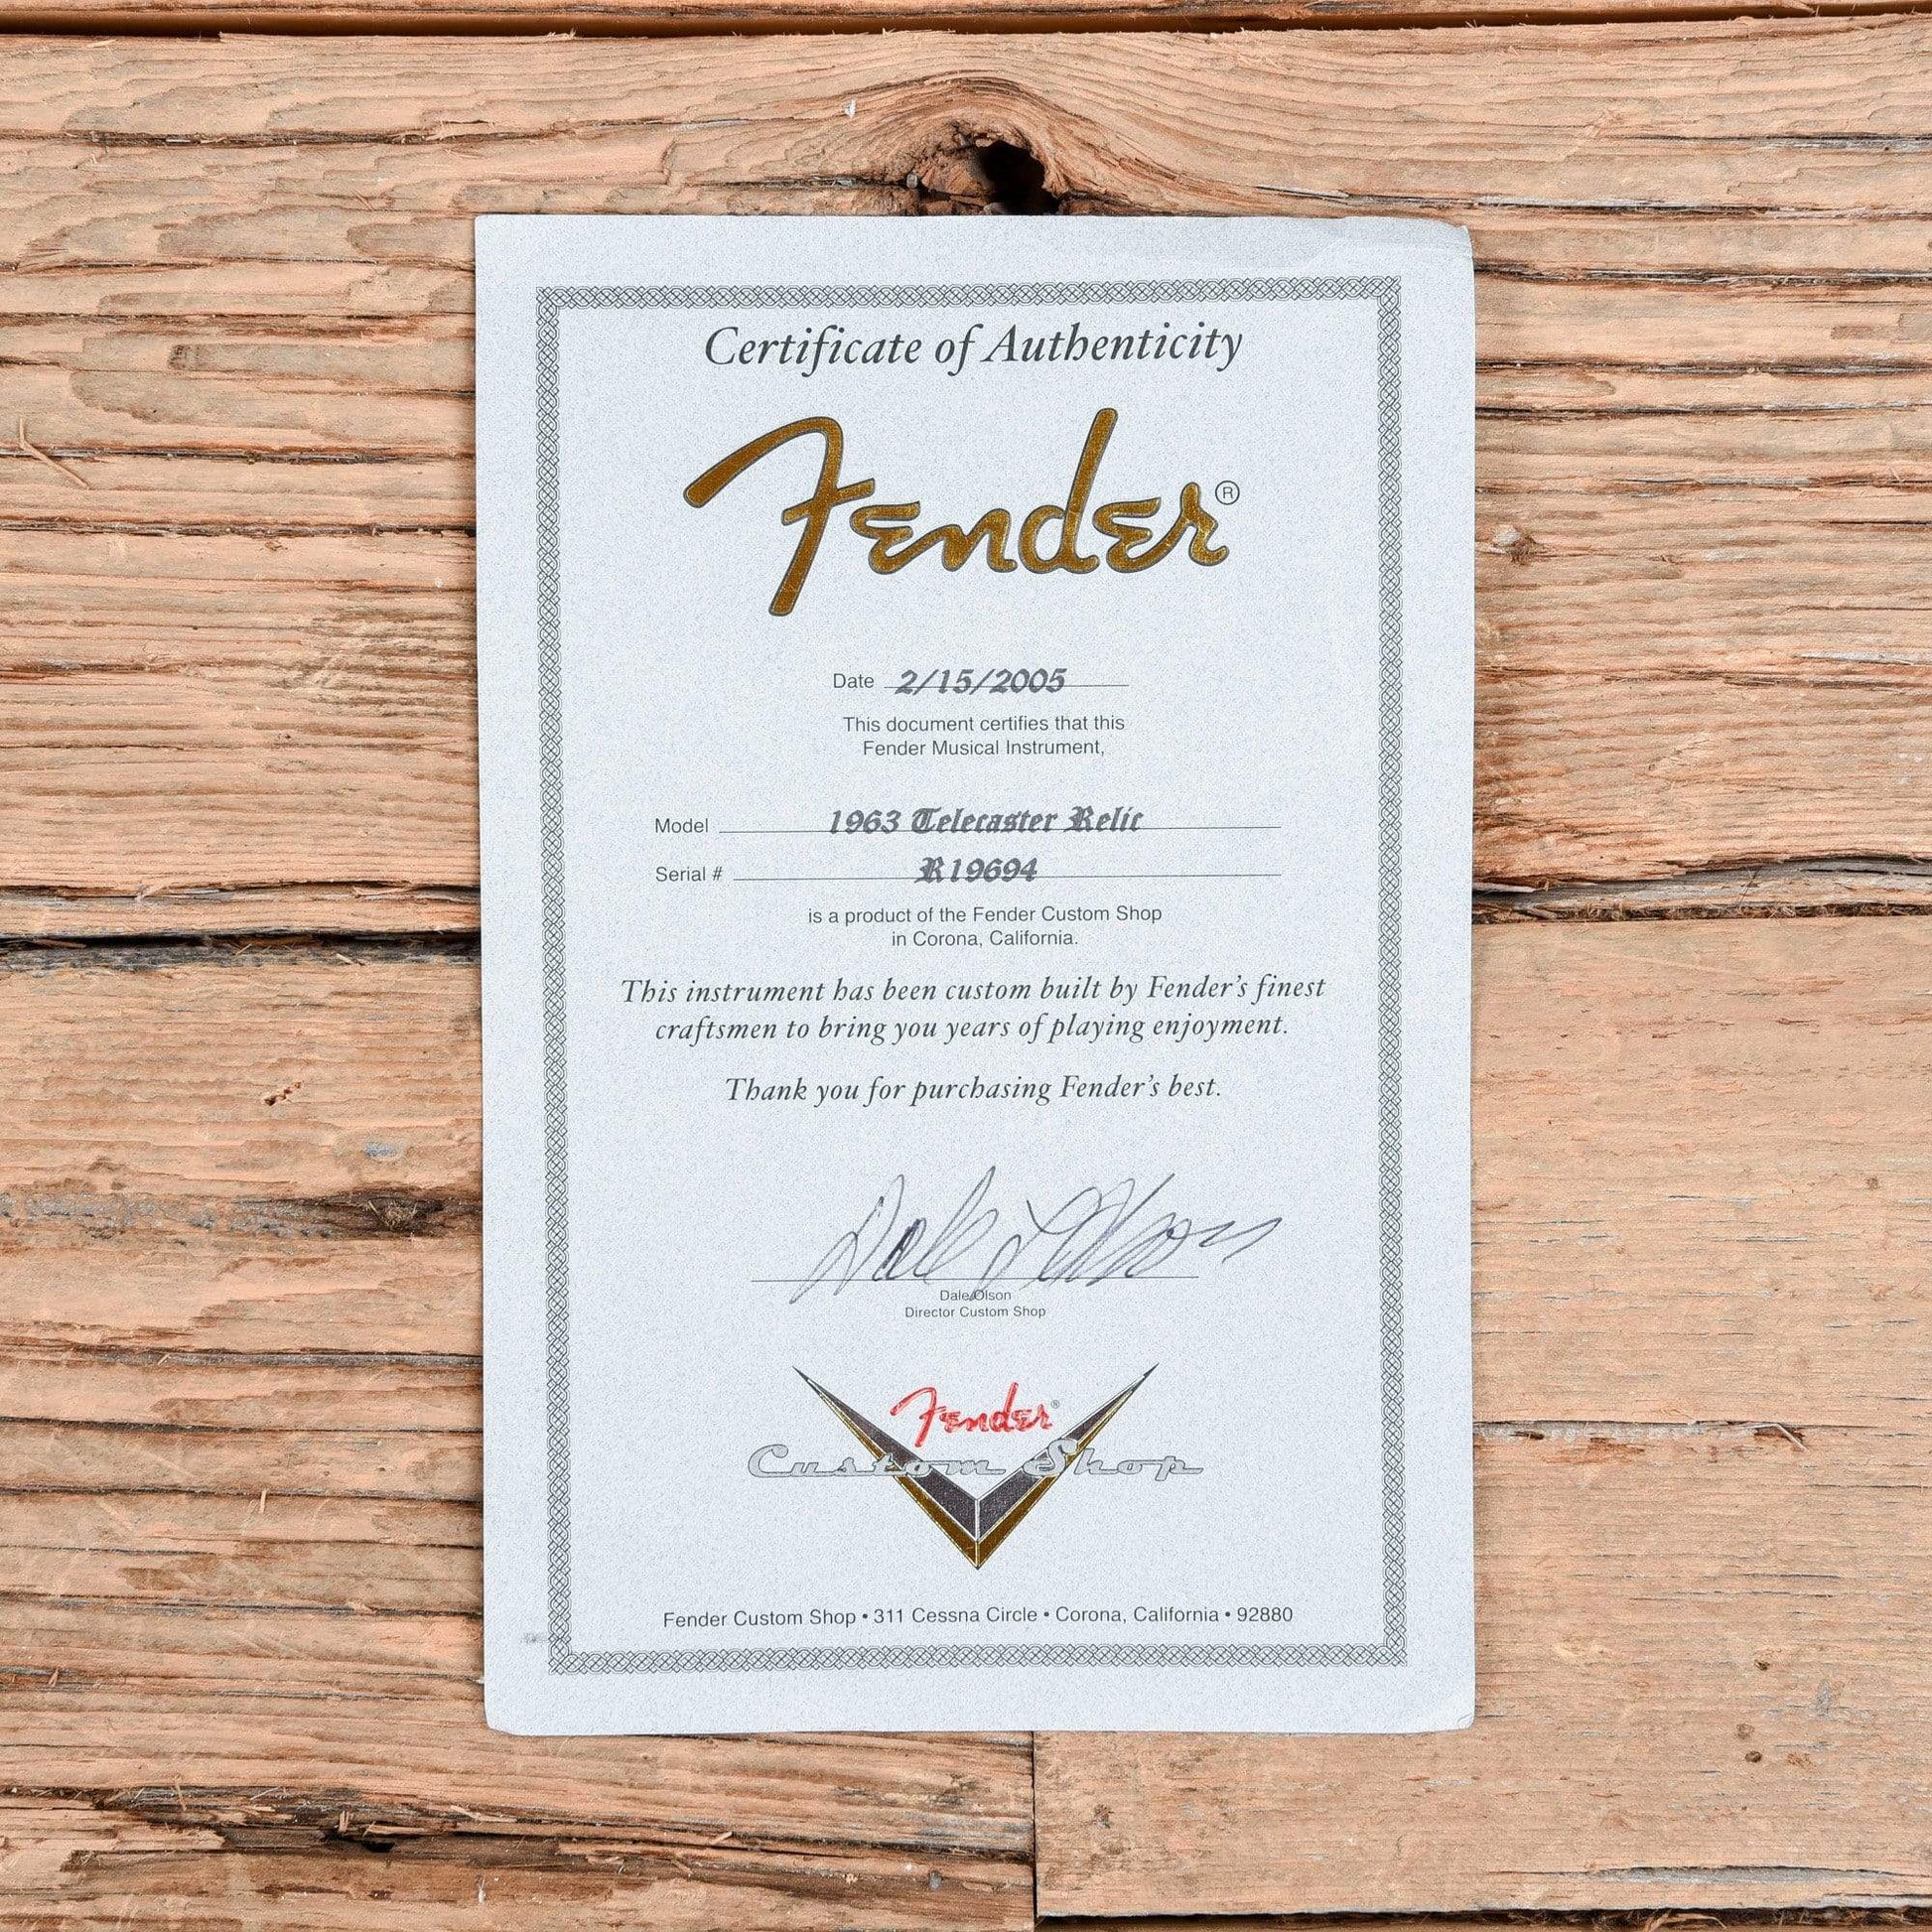 Certificate of Authenticity
Fender®
Date 2/15/2005
This document certifies that this
Fender Musical Instrument,
Model 1963 Telecaster Relic
Serial # R19694
is a product of the Fender Custom Shop
in Corona, California.
This instrument has been custom built by Fender's finest
craftsmen to bring you years of playing enjoyment.
Thank you for purchasing Fender's best.
Dale L Olson
Dale Olson
Director Custom Shop
Fender®
Custom Shop
Fender Custom Shop • 311 Cessna Circle • Corona, California • 92880